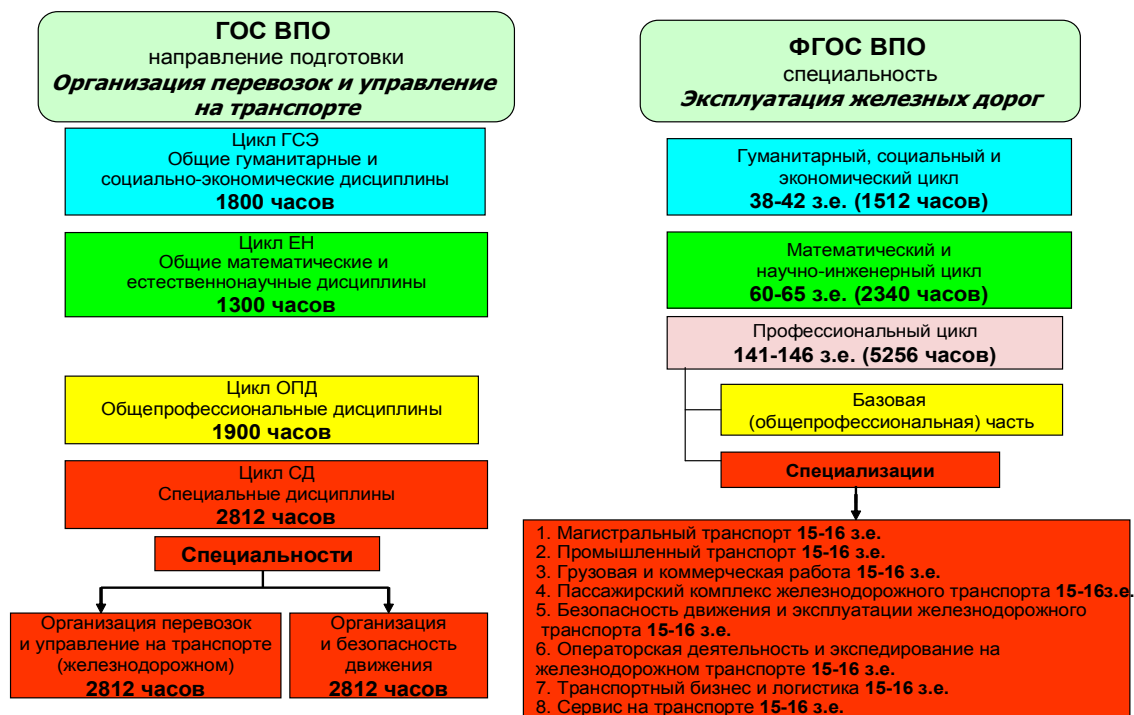 ГОС ВПО
направление подготовки
Организация перевозок и управление
на транспорте
Цикл ГСЭ
Общие гуманитарные и
социально-экономические дисциплины
1800 часов
Цикл ЕН
Общие математические и
естественнонаучные дисциплины
1300 часов
Цикл ОПД
Общепрофессиональные дисциплины
1900 часов
Цикл СД
Специальные дисциплины
2812 часов
Специальности
Организация перевозок
и управление на транспорте
(железнодорожном)
2812 часов
Организация
и безопасность
движения
2812 часов
ФГОС ВПО
специальность
Эксплуатация железных дорог
Гуманитарный, социальный и
экономический цикл
38-42 з.е. (1512 часов)
Математический и
научно-инженерный цикл
60-65 з.е. (2340 часов)
Профессиональный цикл
141-146 з.е. (5256 часов)
Базовая
(общепрофессиональная) часть
Специализации
1. Магистральный транспорт 15-16 з.е.
2. Промышленный транспорт 15-16 з.е.
3. Грузовая и коммерческая работа 15-16 з.е.
4. Пассажирский комплекс железнодорожного транспорта 15-16з.е.
5. Безопасность движения и эксплуатации железнодорожного
транспорта 15-16 з.е.
6. Операторская деятельность и экспедирование на
железнодорожном транспорте 15-16 з.е.
7. Транспортный бизнес и логистика 15-16 з.е.
8. Сервис на транспорте 15-16 з.е.